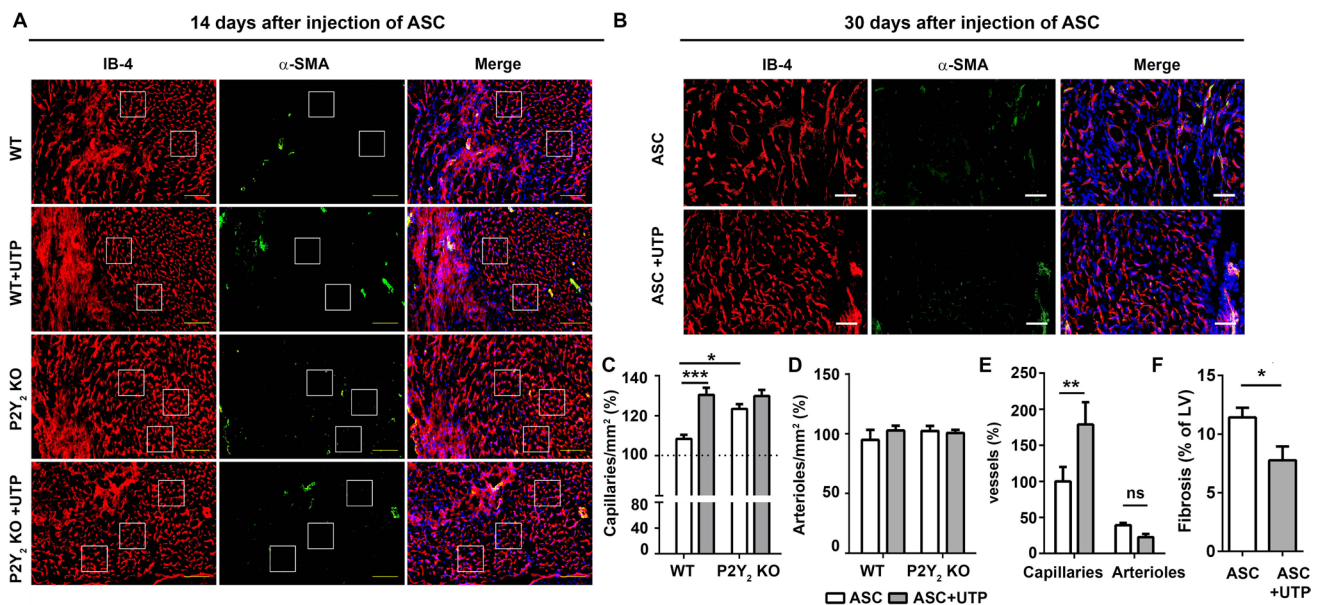 A
14 days after injection of ASC
IB-4
α-SMA
Merge
WT
WT+UTP
P2Y₂ KO
P2Y₂ KO +UTP
B
30 days after injection of ASC
IB-4
α-SMA
Merge
ASC
ASC +UTP
C
Capillaries/mm² (%)
140
120
100
80
40
0
***
*
WT
P2Y₂ KO
D
Arterioles/mm² (%)
150
100
50
0
WT
P2Y₂ KO
ASC
ASC+UTP
E
vessels (%)
250
200
150
100
50
0
**
ns
Capillaries
Arterioles
F
Fibrosis (% of LV)
15
10
5
0
*
ASC
ASC
+UTP